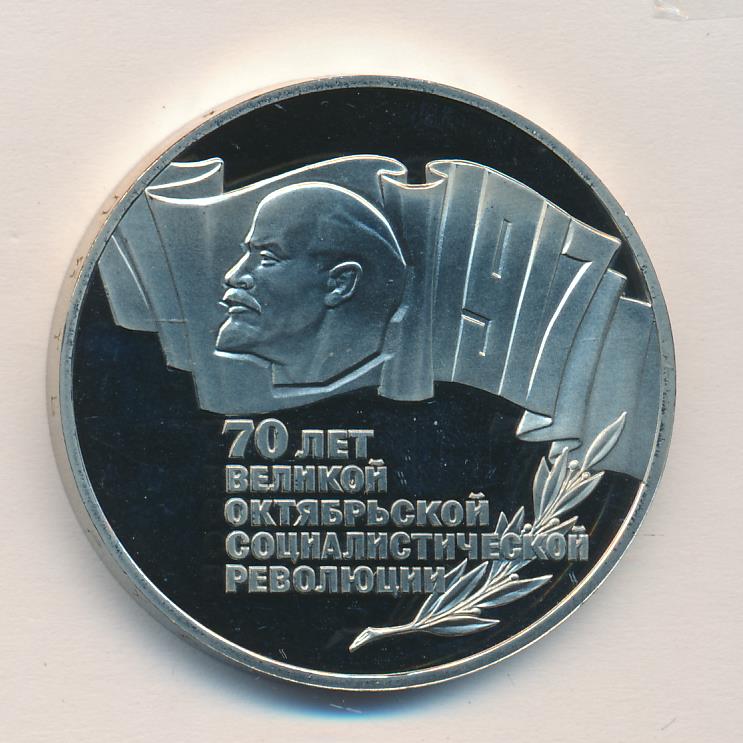 1917
70 ЛЕТ
ВЕЛИКОЙ
ОКТЯБРЬСКОЙ
СОЦИАЛИСТИЧЕСКОЙ
РЕВОЛЮЦИИ